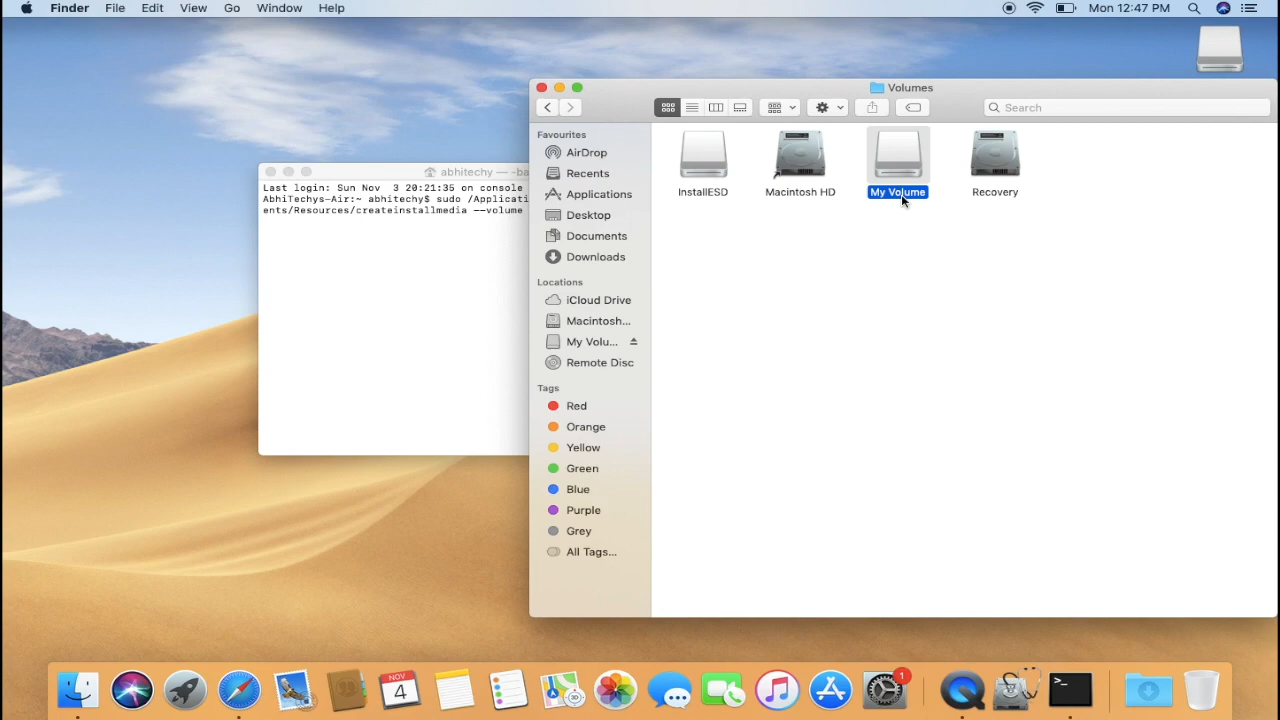 Finder File Edit View Go Window Help Mon 12:47 PM
Volumes
Search
Favourites
AirDrop
Recents
Applications
Desktop
Documents
Downloads
Locations
iCloud Drive
Macintosh...
My Volu...
Remote Disc
Tags
Red
Orange
Yellow
Green
Blue
Purple
Grey
All Tags...
InstallESD Macintosh HD My Volume Recovery
abhitechy — -ba
Last login: Sun Nov 3 20:21:35 on console
AbhiTechys-Air:~ abhitechy$ sudo /Applicati
ents/Resources/createinstallmedia --volume
NOV
4
3D
1
>_